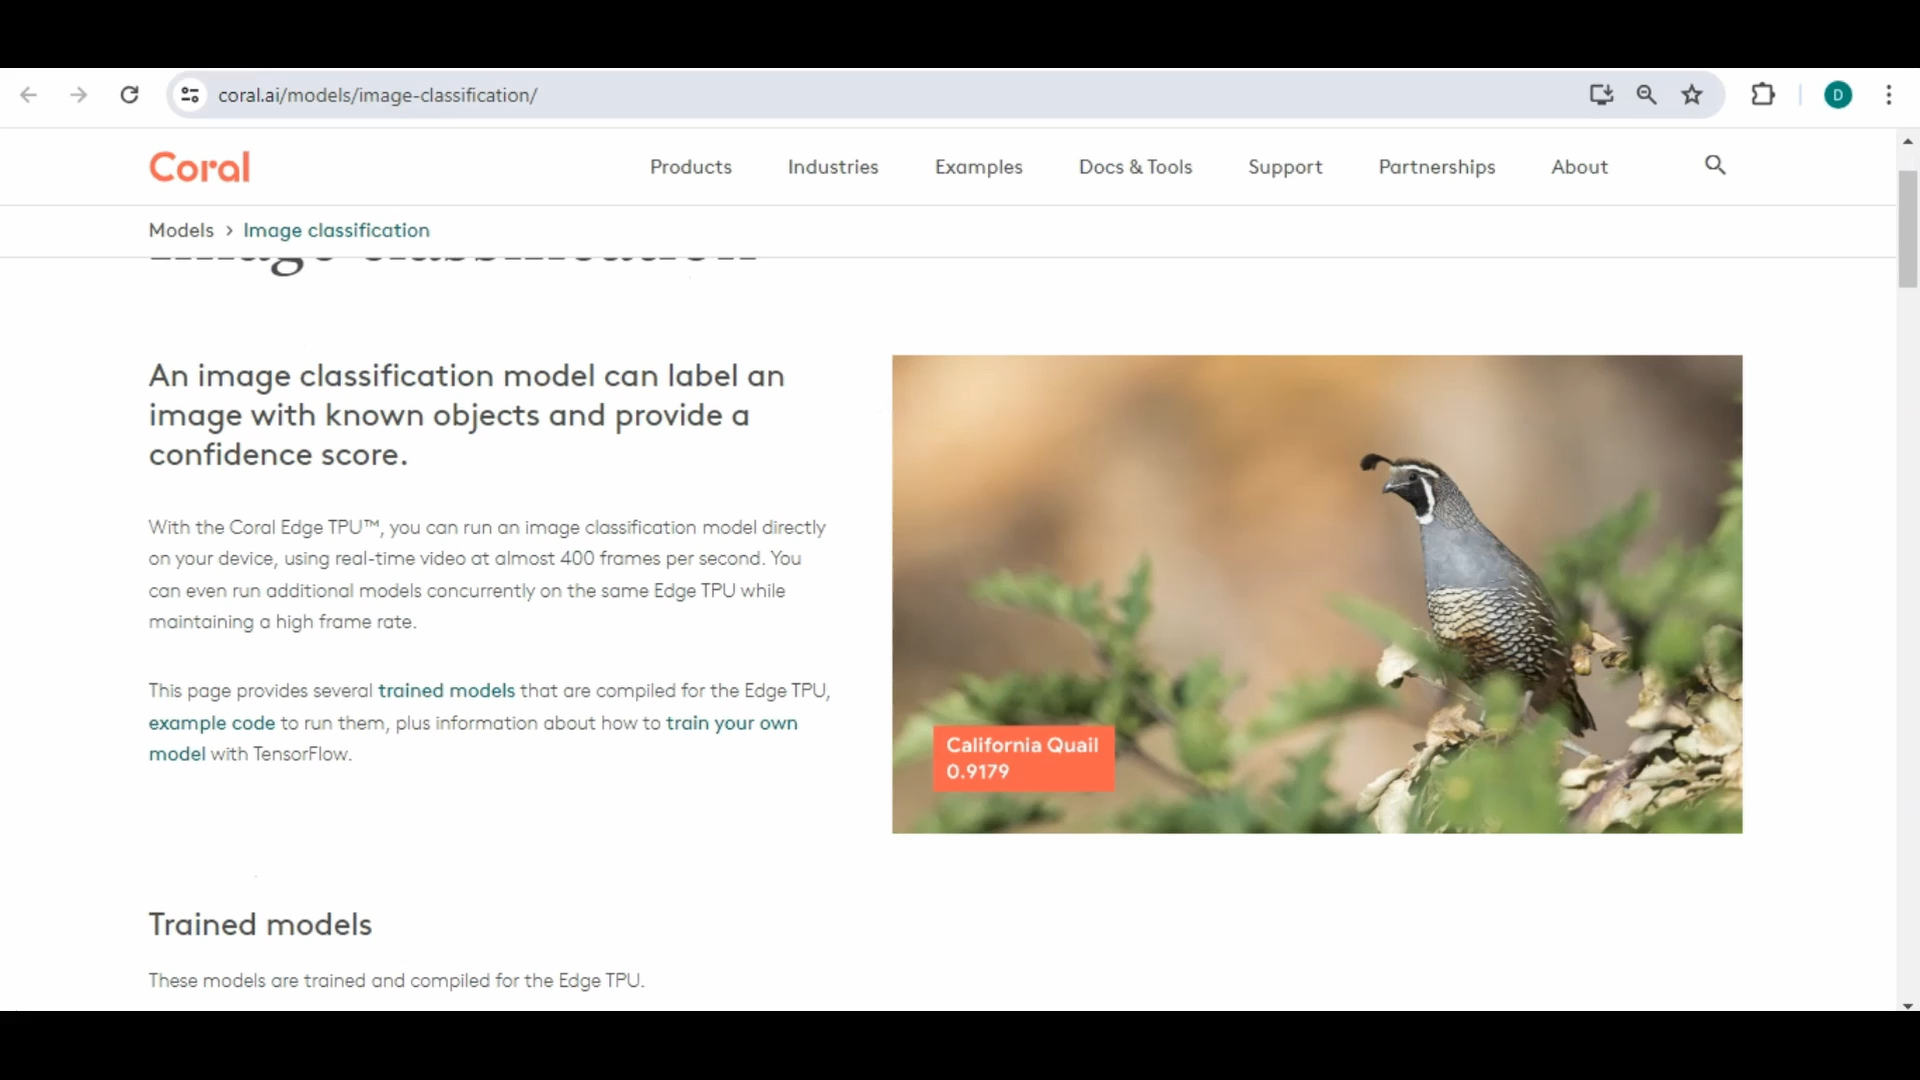 coral.ai/models/image-classification/
D
Coral
Products
Industries
Examples
Docs & Tools
Support
Partnerships
About
Models › Image classification
Image classification
An image classification model can label an
image with known objects and provide a
confidence score.
With the Coral Edge TPU™, you can run an image classification model directly
on your device, using real-time video at almost 400 frames per second. You
can even run additional models concurrently on the same Edge TPU while
maintaining a high frame rate.
This page provides several trained models that are compiled for the Edge TPU,
example code to run them, plus information about how to train your own
model with TensorFlow.
California Quail
0.9179
Trained models
These models are trained and compiled for the Edge TPU.